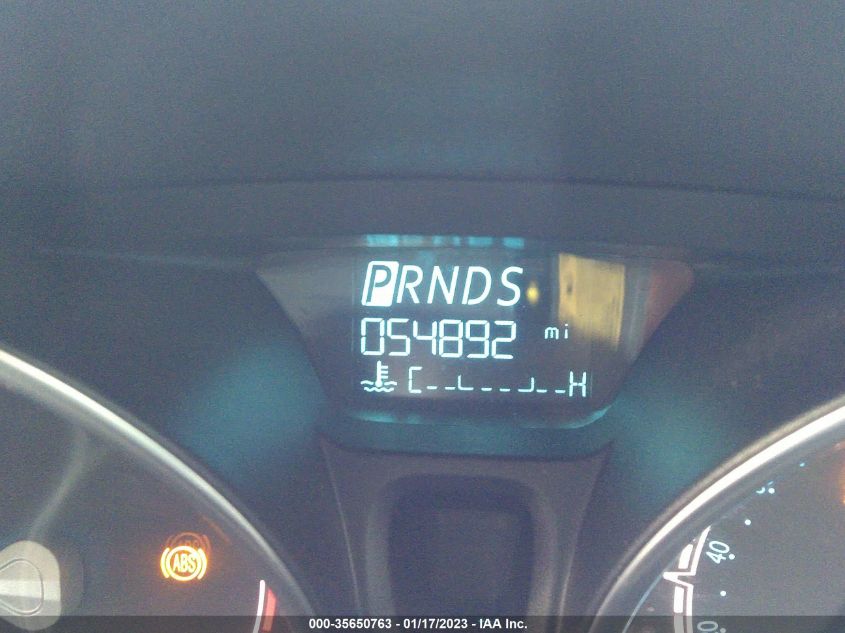 PRNDS
054892 mi
C H
ABS
40
000-35650763 - 01/17/2023 - IAA Inc.